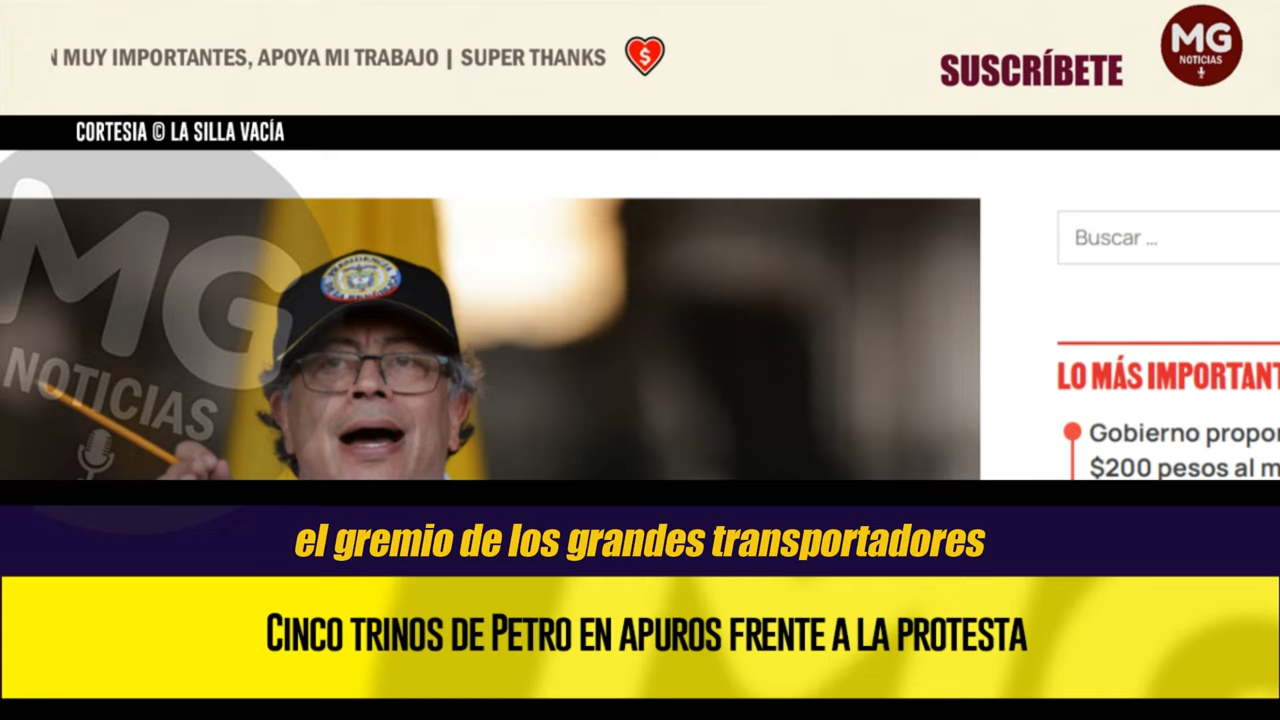 MUY IMPORTANTES, APOYA MI TRABAJO | SUPER THANKS
$
SUSCRÍBETE
MG
NOTICIAS
CORTESIA © LA SILLA VACÍA
MG
NOTICIAS
Buscar ...
LO MÁS IMPORTANT
Gobierno propor
$200 pesos al m
el gremio de los grandes transportadores
CINCO TRINOS DE PETRO EN APUROS FRENTE A LA PROTESTA